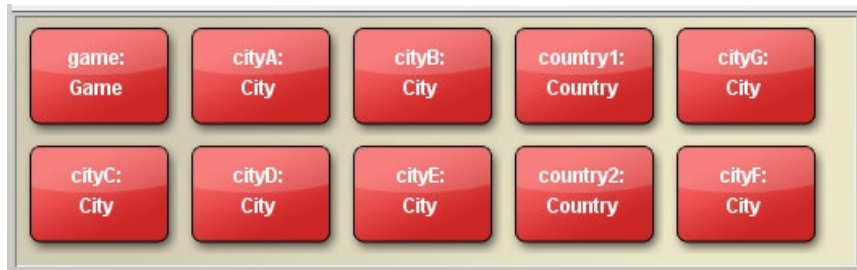 game:
Game
cityA:
City
cityB:
City
country1:
Country
cityG:
City
cityC:
City
cityD:
City
cityE:
City
country2:
Country
cityF:
City